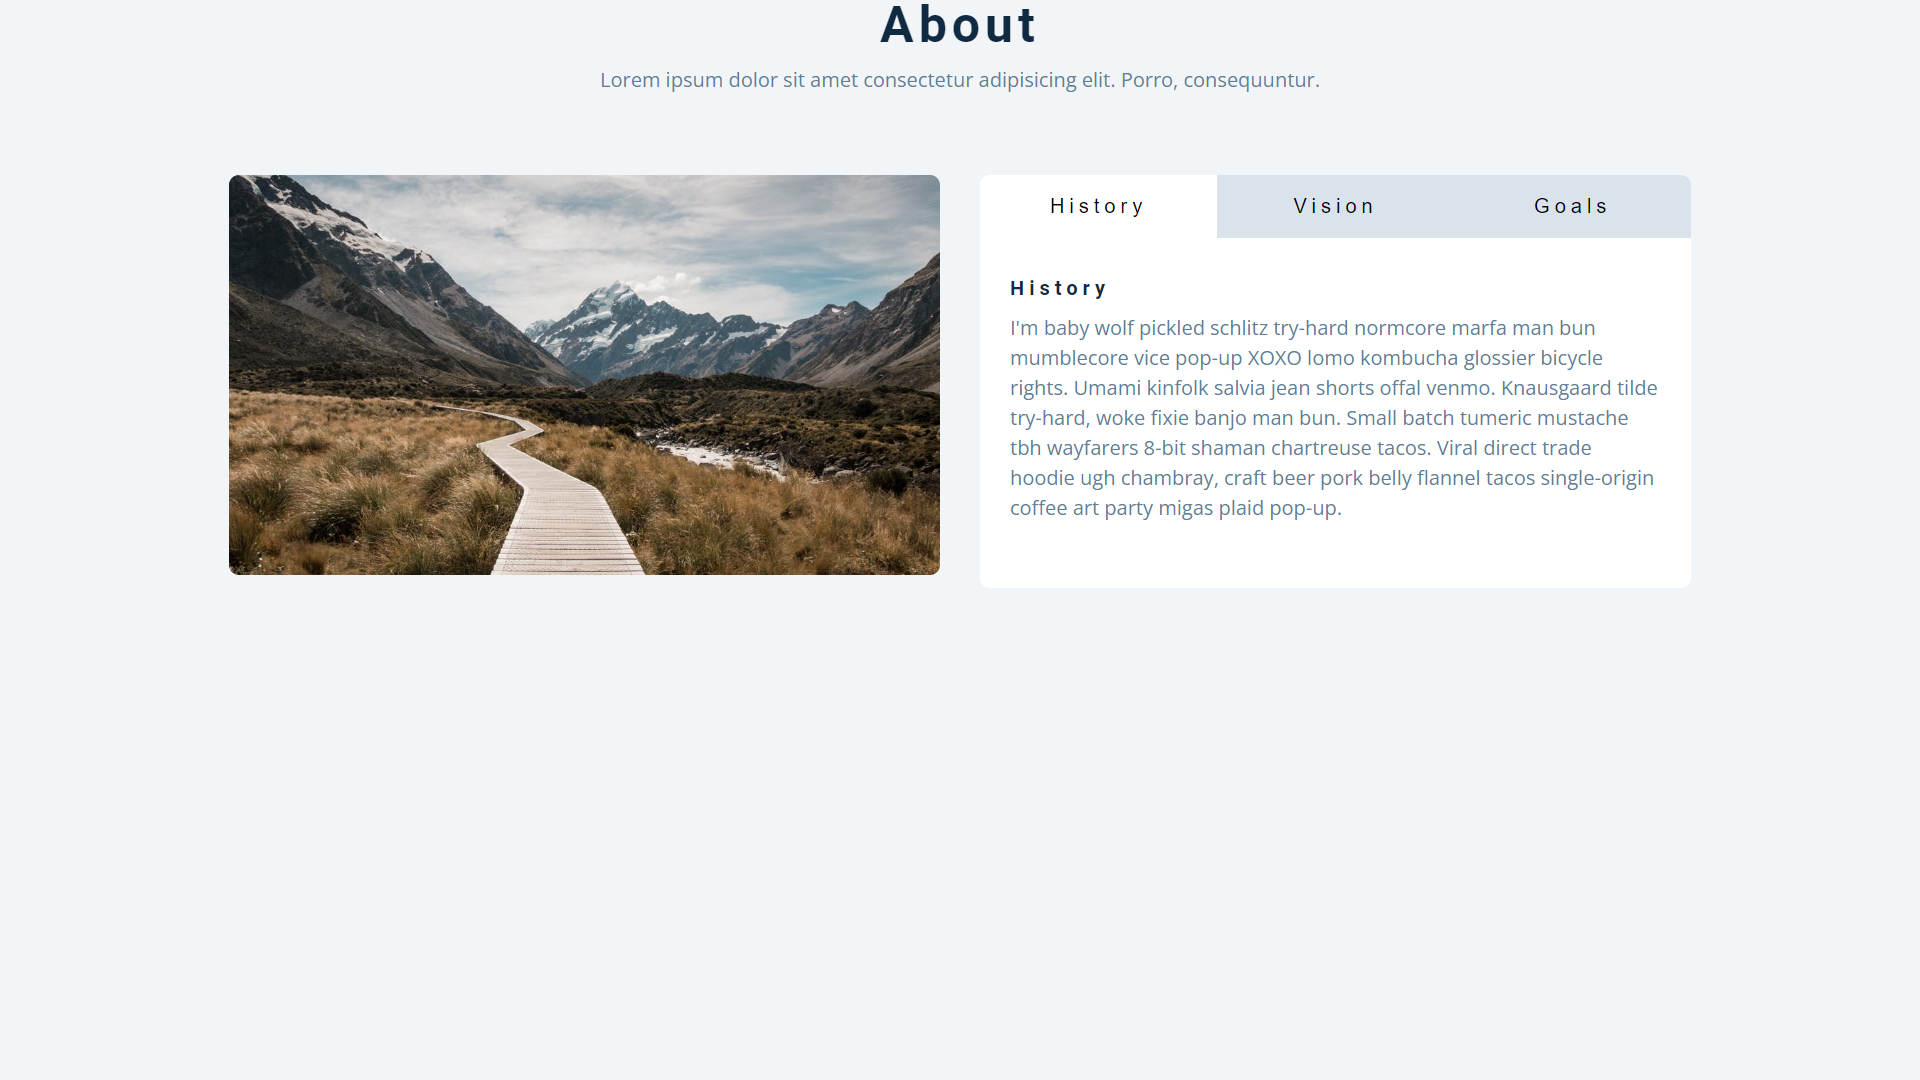 About
Lorem ipsum dolor sit amet consectetur adipisicing elit. Porro, consequuntur.
History
Vision
Goals
History
I'm baby wolf pickled schlitz try-hard normcore marfa man bun
mumblecore vice pop-up XOXO lomo kombucha glossier bicycle
rights. Umami kinfolk salvia jean shorts offal venmo. Knausgaard tilde
try-hard, woke fixie banjo man bun. Small batch tumeric mustache
tbh wayfarers 8-bit shaman chartreuse tacos. Viral direct trade
hoodie ugh chambray, craft beer pork belly flannel tacos single-origin
coffee art party migas plaid pop-up.